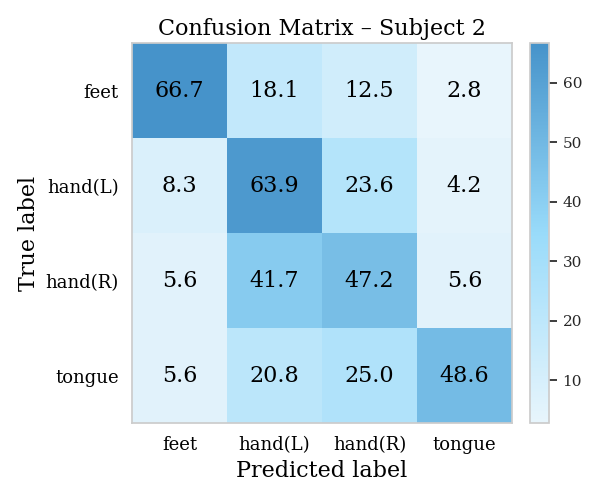 Confusion Matrix – Subject 2
feet 66.7 18.1 12.5 2.8
hand(L) 8.3 63.9 23.6 4.2
hand(R) 5.6 41.7 47.2 5.6
tongue 5.6 20.8 25.0 48.6
feet hand(L) hand(R) tongue
Predicted label
True label
60
50
40
30
20
10